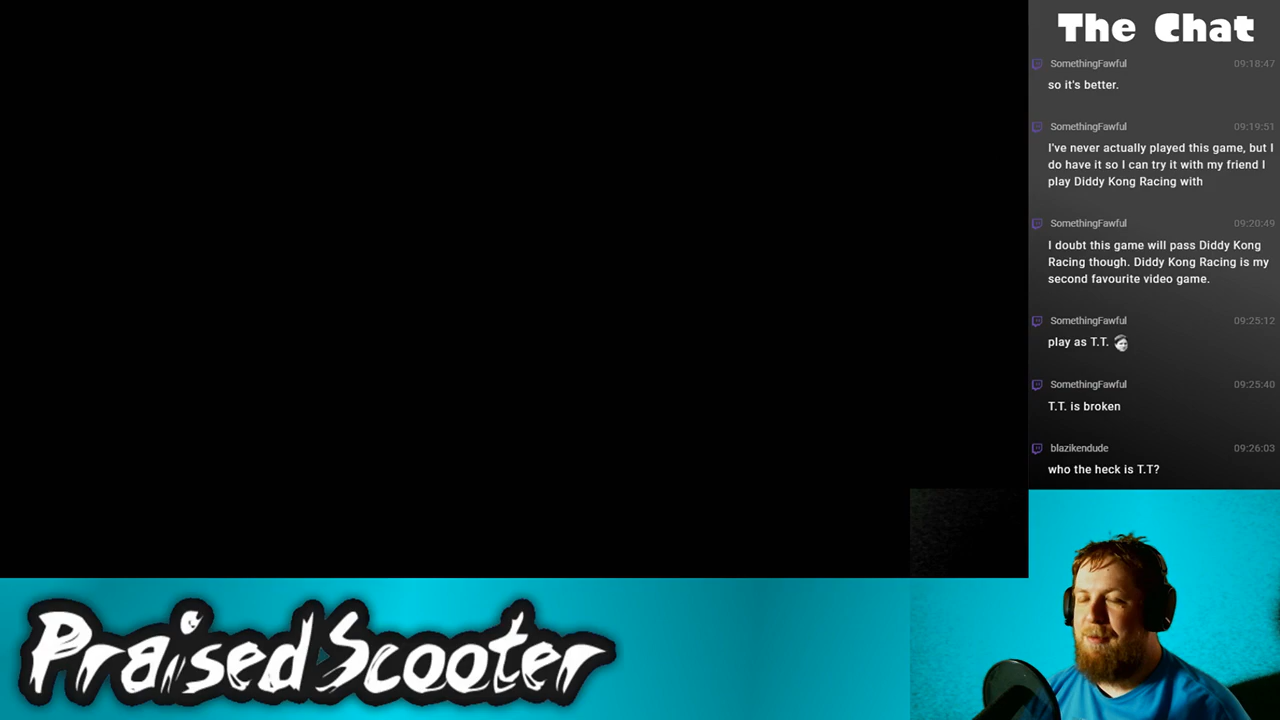 The Chat
SomethingFawful 09:18:47
so it's better.
SomethingFawful 09:19:51
I've never actually played this game, but I
do have it so I can try it with my friend I
play Diddy Kong Racing with
SomethingFawful 09:20:49
I doubt this game will pass Diddy Kong
Racing though. Diddy Kong Racing is my
second favourite video game.
SomethingFawful 09:25:12
play as T.T.
SomethingFawful 09:25:40
T.T. is broken
blazikendude 09:26:03
who the heck is T.T?
PraisedScooter